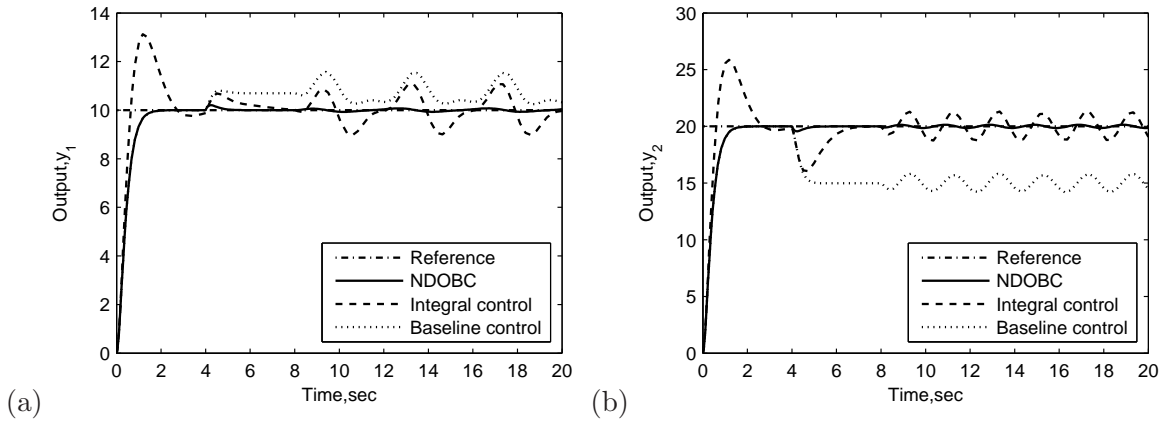 14
12
10
8
6
4
2
0
Output,y1
0 2 4 6 8 10 12 14 16 18 20
Time,sec
Reference
NDOBC
Integral control
Baseline control
(a)
30
25
20
15
10
5
0
Output,y2
0 2 4 6 8 10 12 14 16 18 20
Time,sec
Reference
NDOBC
Integral control
Baseline control
(b)